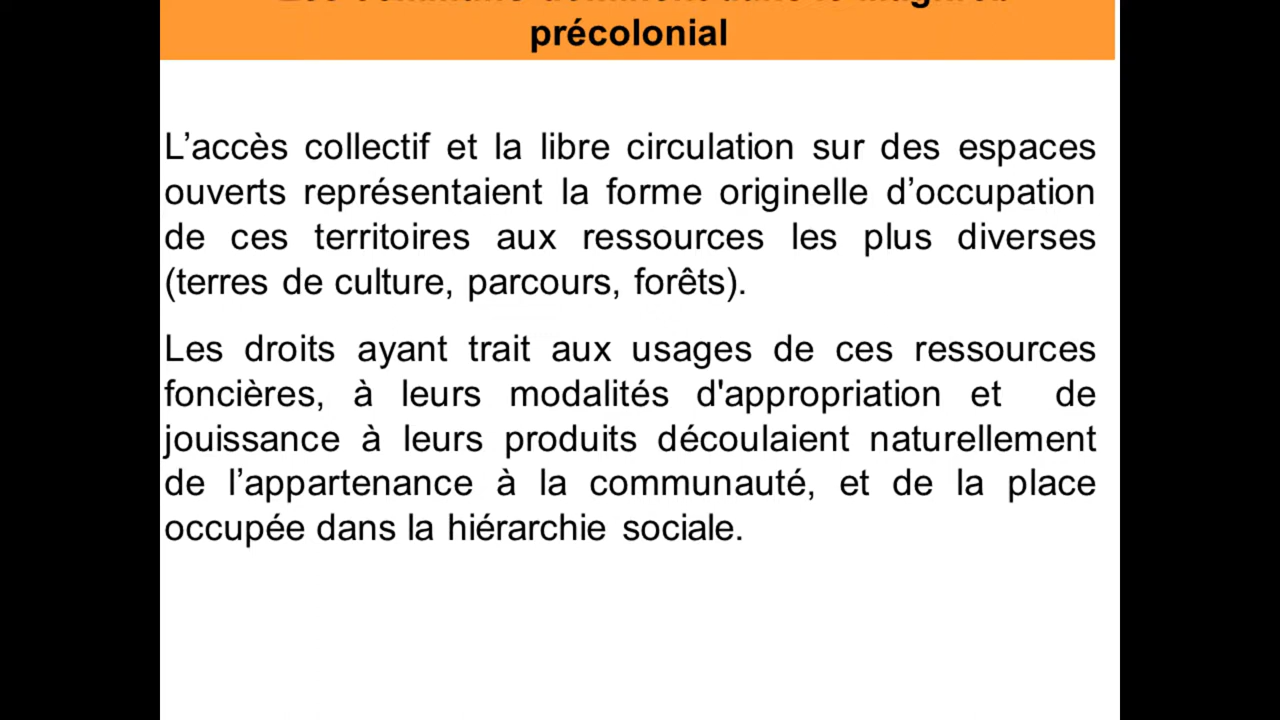 précolonial
L’accès collectif et la libre circulation sur des espaces
ouverts représentaient la forme originelle d’occupation
de ces territoires aux ressources les plus diverses
(terres de culture, parcours, forêts).
Les droits ayant trait aux usages de ces ressources
foncières, à leurs modalités d'appropriation et de
jouissance à leurs produits découlaient naturellement
de l’appartenance à la communauté, et de la place
occupée dans la hiérarchie sociale.